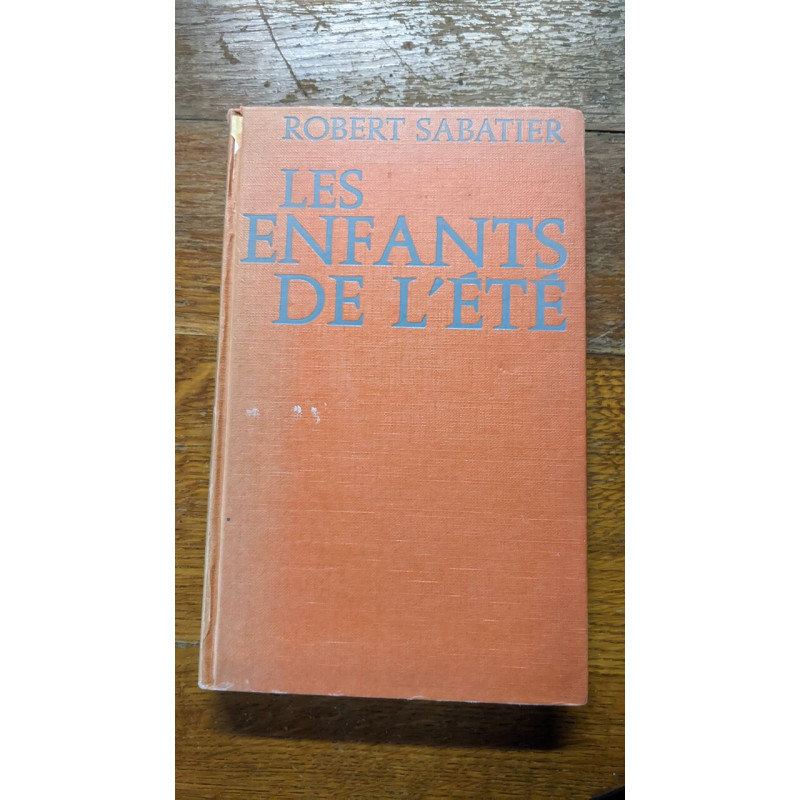 ROBERT SABATIER
LES
ENFANTS
DE L'ÉTÉ